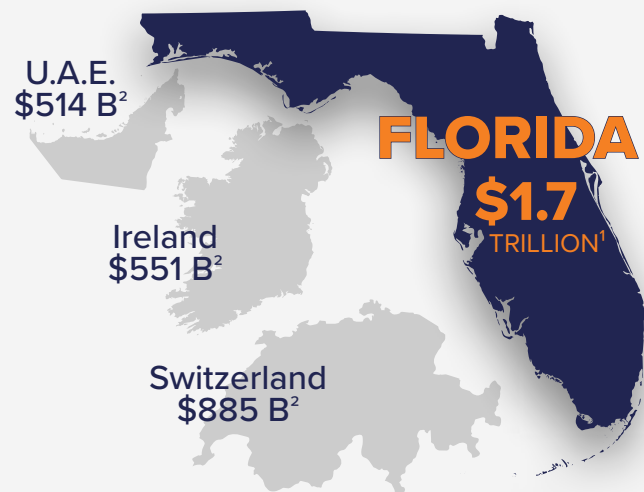 U.A.E.
$514 B²
FLORIDA
$1.7
TRILLION¹
Ireland
$551 B²
Switzerland
$885 B²